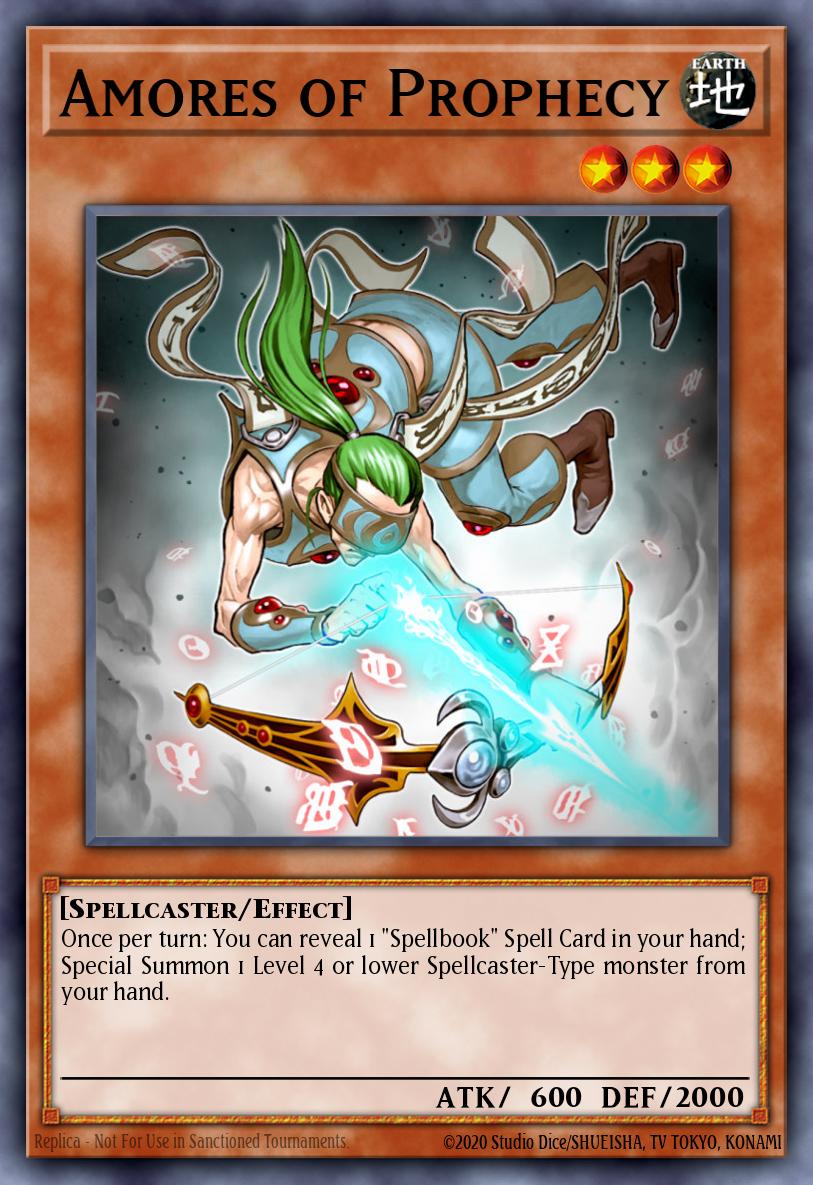 Amores of Prophecy
EARTH
地
[Spellcaster/Effect]
Once per turn: You can reveal 1 "Spellbook" Spell Card in your hand;
Special Summon 1 Level 4 or lower Spellcaster-Type monster from
your hand.
ATK/ 600 DEF/2000
Replica - Not For Use in Sanctioned Tournaments.
©2020 Studio Dice/SHUEISHA, TV TOKYO, KONAMI